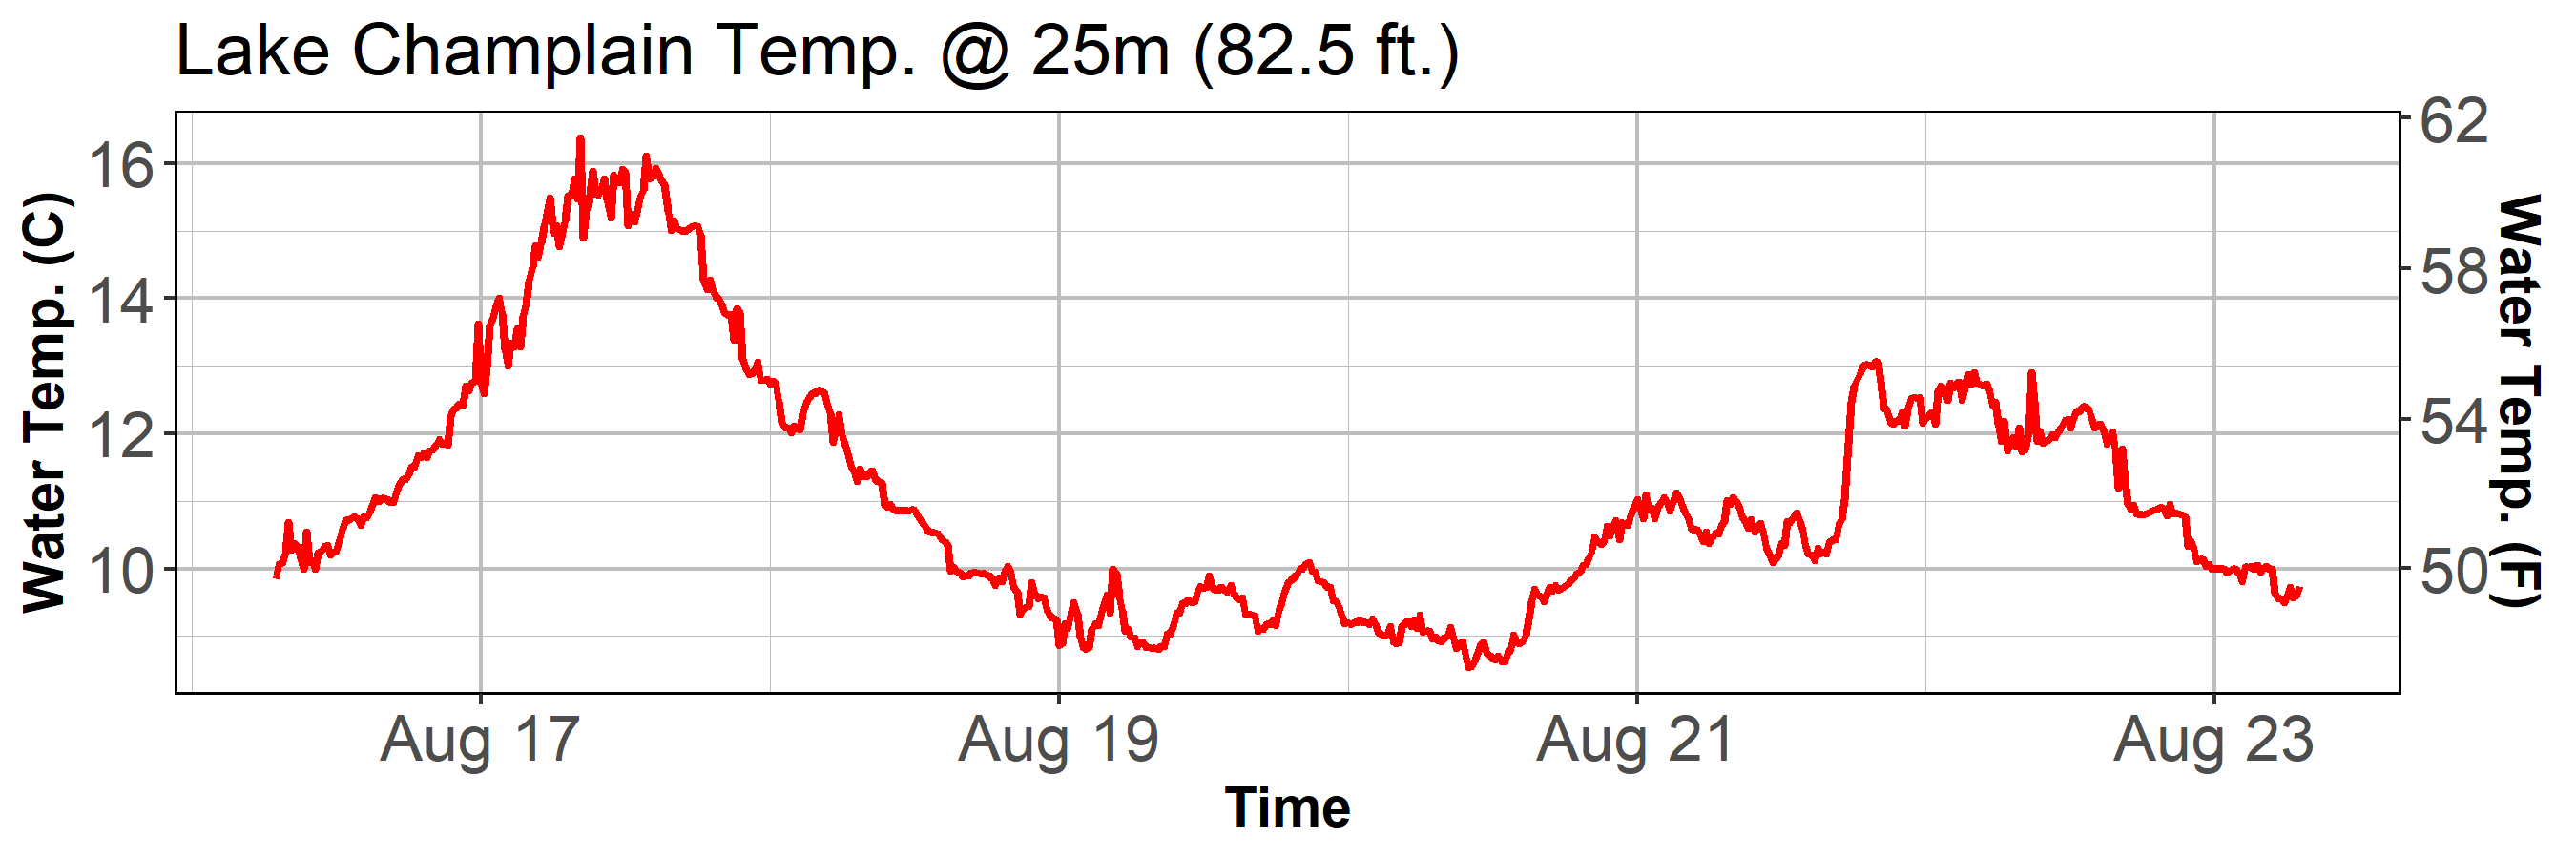 Lake Champlain Temp. @ 25m (82.5 ft.)
Water Temp. (C)
16
14
12
10
62
58
54
50
Water Temp. (F)
Aug 17 Aug 19 Aug 21 Aug 23
Time